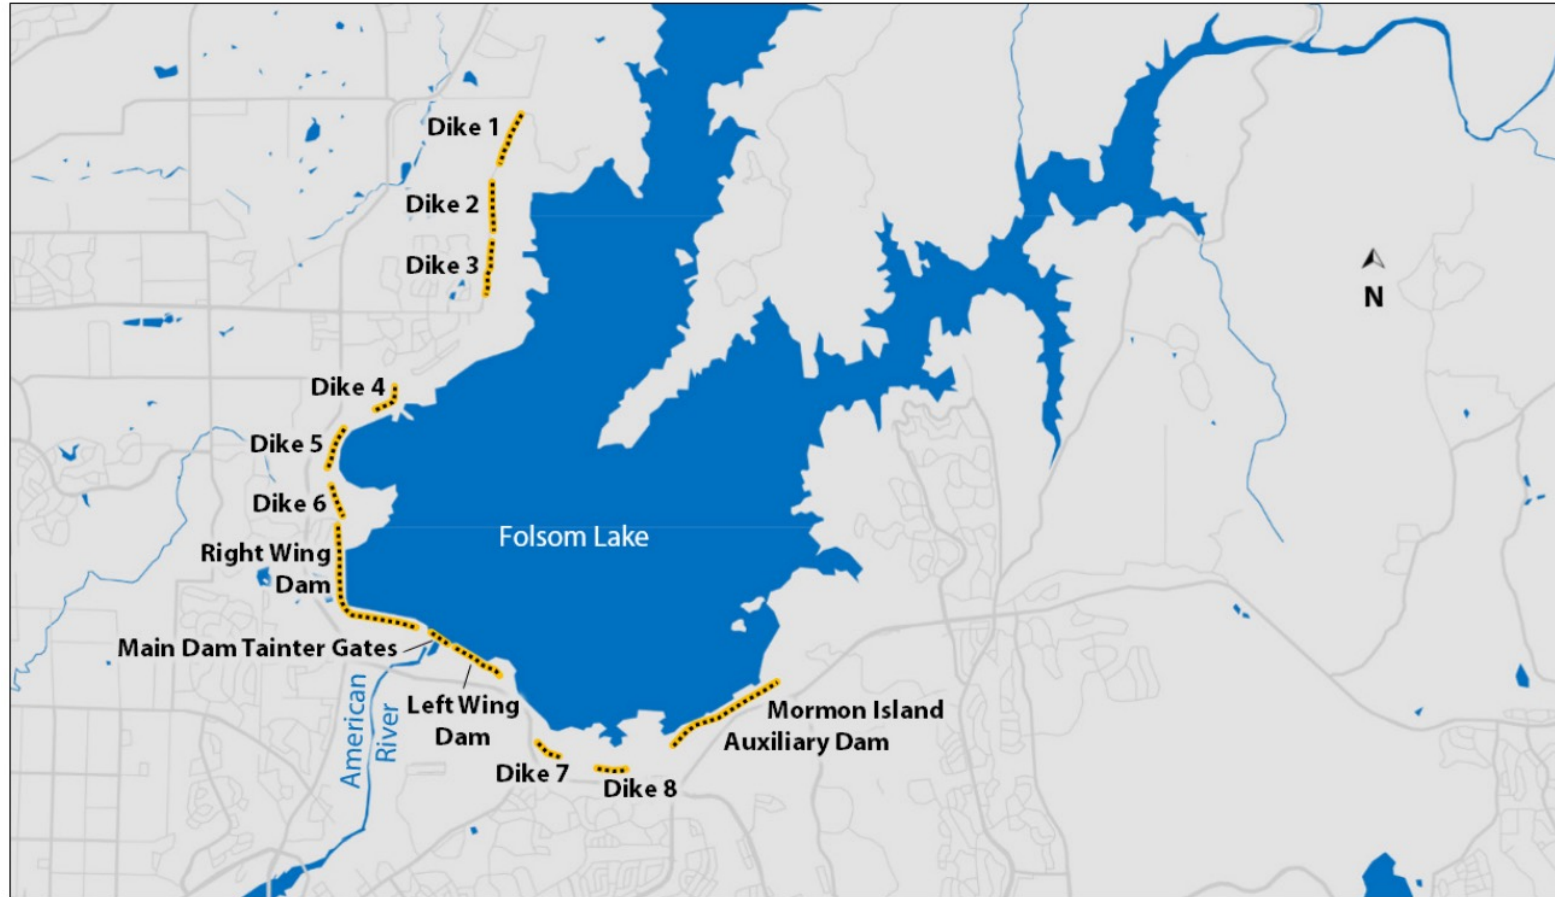 Dike 1
Dike 2
Dike 3
N
Dike 4
Dike 5
Dike 6
Folsom Lake
Right Wing
Dam
Main Dam Tainter Gates
American
River
Left Wing
Dam
Mormon Island
Auxiliary Dam
Dike 7
Dike 8